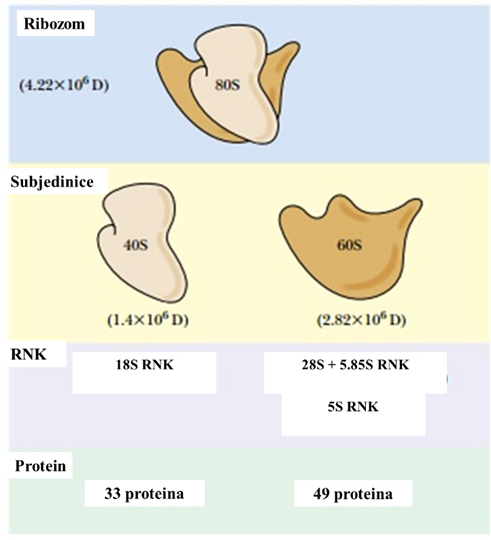 Ribozom
(4.22×10⁶ D)
80S
Subjedinice
40S
60S
(1.4×10⁶ D)
(2.82×10⁶ D)
RNK
18S RNK
28S + 5.85S RNK
5S RNK
Protein
33 proteina
49 proteina